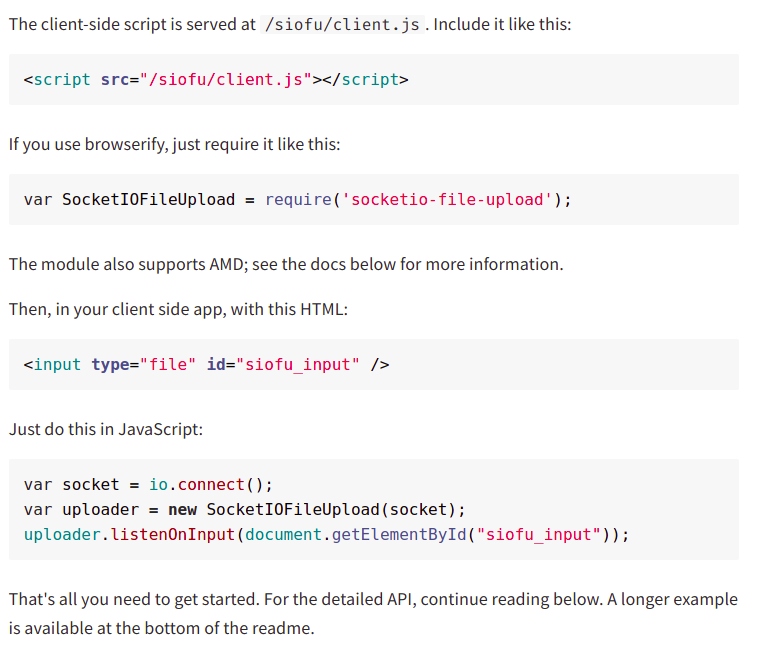 The client-side script is served at /siofu/client.js. Include it like this:
<script src="/siofu/client.js"></script>
If you use browserify, just require it like this:
var SocketIOFileUpload = require('socketio-file-upload');
The module also supports AMD; see the docs below for more information.
Then, in your client side app, with this HTML:
<input type="file" id="siofu_input" />
Just do this in JavaScript:
var socket = io.connect();
var uploader = new SocketIOFileUpload(socket);
uploader.listenOnInput(document.getElementById("siofu_input"));
That's all you need to get started. For the detailed API, continue reading below. A longer example
is available at the bottom of the readme.